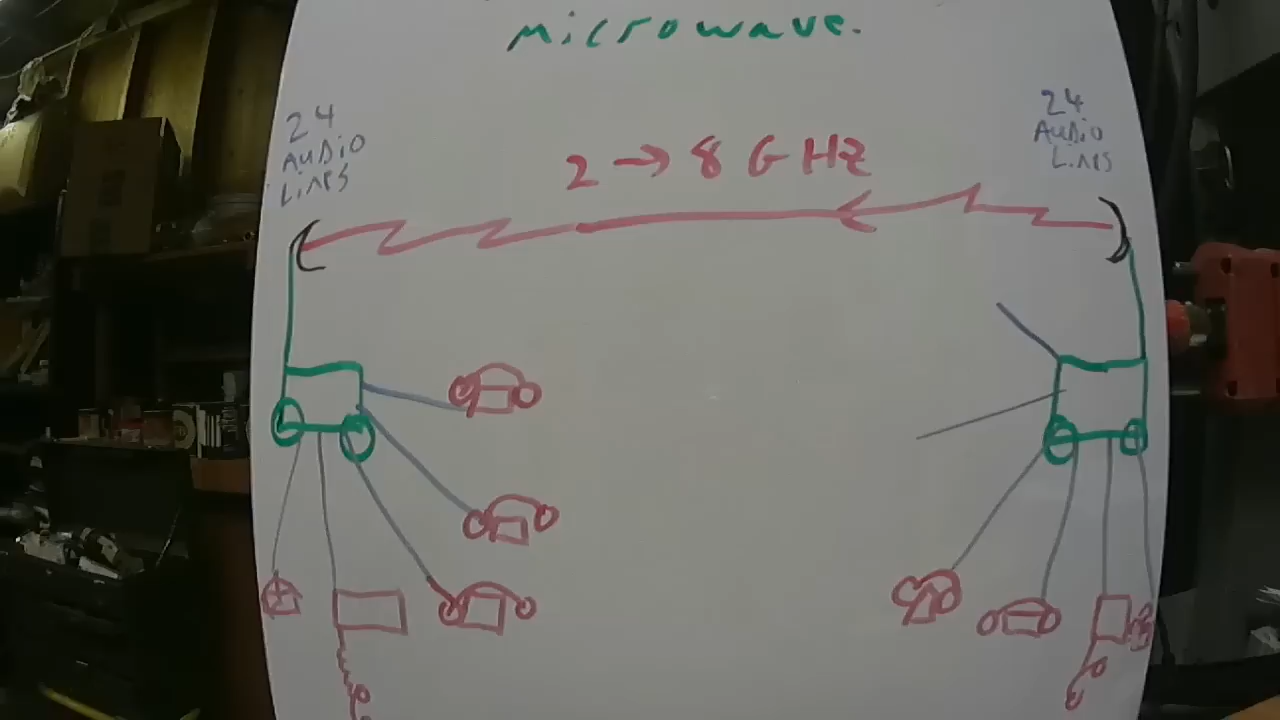 microwave.
24
AUDiO
LiNES
24
AUDiO
LiNES
2 → 8 GHz